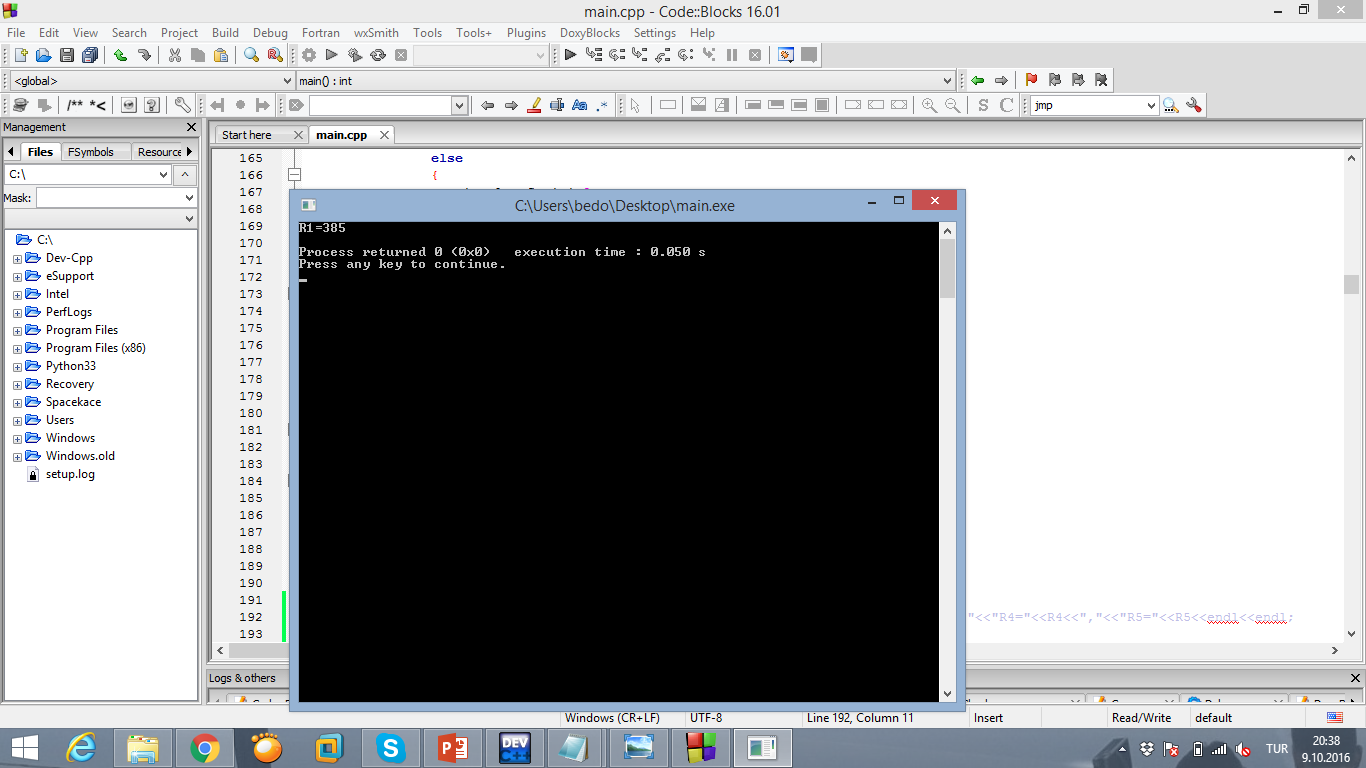 main.cpp - Code::Blocks 16.01
File Edit View Search Project Build Debug Fortran wxSmith Tools Tools+ Plugins DoxyBlocks Settings Help
<global> main() : int
/** *< Aa .* S C jmp
Management
Start here main.cpp
Files FSymbols Resource
C:\
Mask:
C:\
Dev-Cpp
eSupport
Intel
PerfLogs
Program Files
Program Files (x86)
Python33
Recovery
Spacekace
Users
Windows
Windows.old
setup.log
165 else
166 {
167
168
169
170
171
172
173
174
175
176
177
178
179
180
181
182
183
184
185
186
187
188
189
190
191
192 "<<"R4="<<R4<<","<<"R5="<<R5<<endl<<endl;
193
C:\Users\bedo\Desktop\main.exe
R1=385
Process returned 0 (0x0)   execution time : 0.050 s
Press any key to continue.
Logs & others
Windows (CR+LF) UTF-8 Line 192, Column 11 Insert Read/Write default
DEV C++ TUR 20:38
9.10.2016